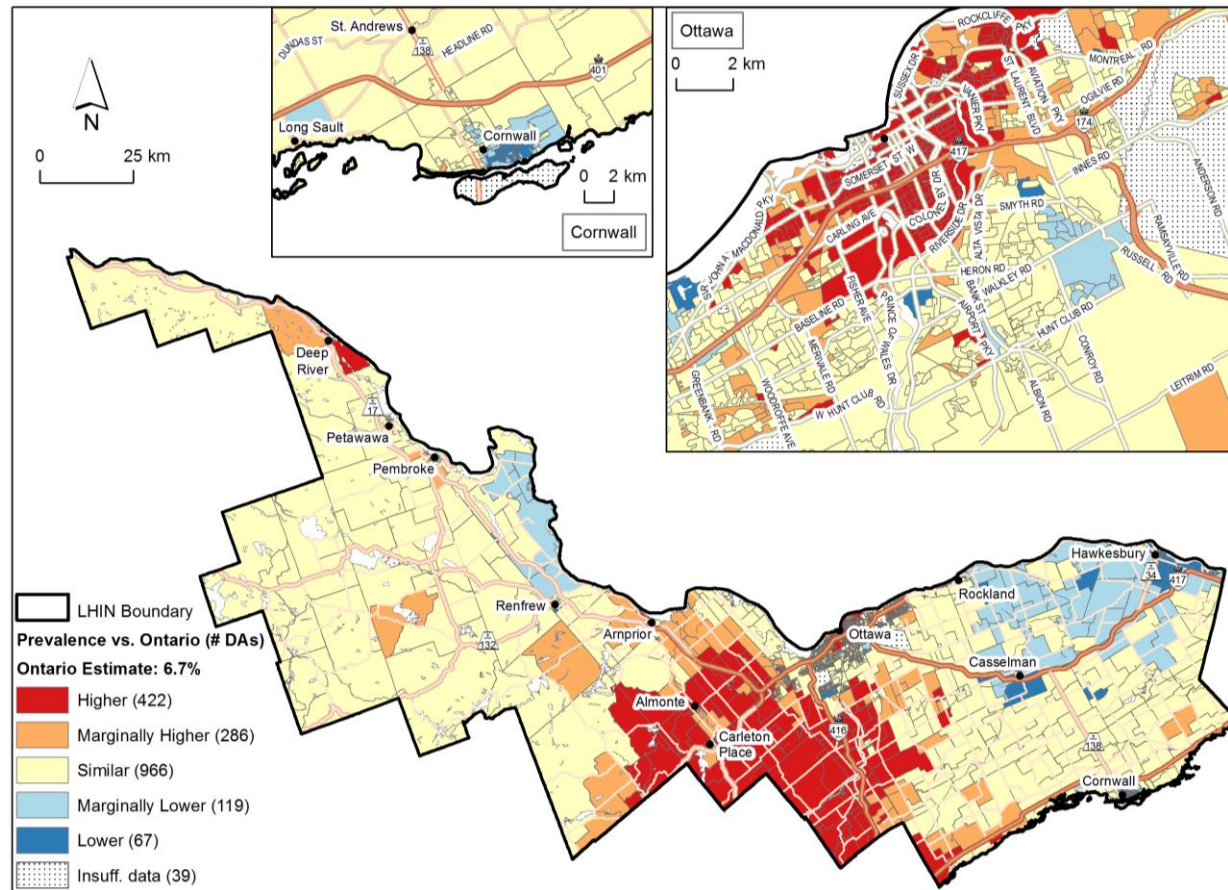 N
0 25 km
St. Andrews
DUNDAS ST
138
HEADLINE RD
401
Long Sault
Cornwall
0 2 km
Cornwall
Ottawa
0 2 km
ROCKCLIFFE PKY
SUSSEX DR
MONTREAL RD
ST LAURENT BLVD
AVIATION PKY
OGILVIE RD
VANIER PKY
174
417
INNES RD
SOMERSET ST W
ANDERSON RD
COLONEL BY DR
RIVERSIDE DR
ALTA VISTA DR
SMYTH RD
SIR JOHN A MACDONALD PKY
CARLING AVE
RAMSAYVILLE RD
RUSSELL RD
HERON RD
WALKLEY RD
FISHER AVE
BASELINE RD
PRINCE OF WALES DR
BANK ST
AIRPORT PKY
HUNT CLUB RD
MERIVALE RD
GREENBANK RD
WOODROFFE AVE
W HUNT CLUB RD
ALBION RD
CONROY RD
LEITRIM RD
Deep
River
17
Petawawa
Pembroke
Renfrew
132
Arnprior
Almonte
Carleton
Place
Ottawa
416
Rockland
Hawkesbury
34
417
Casselman
138
Cornwall
LHIN Boundary
Prevalence vs. Ontario (# DAs)
Ontario Estimate: 6.7%
Higher (422)
Marginally Higher (286)
Similar (966)
Marginally Lower (119)
Lower (67)
Insuff. data (39)